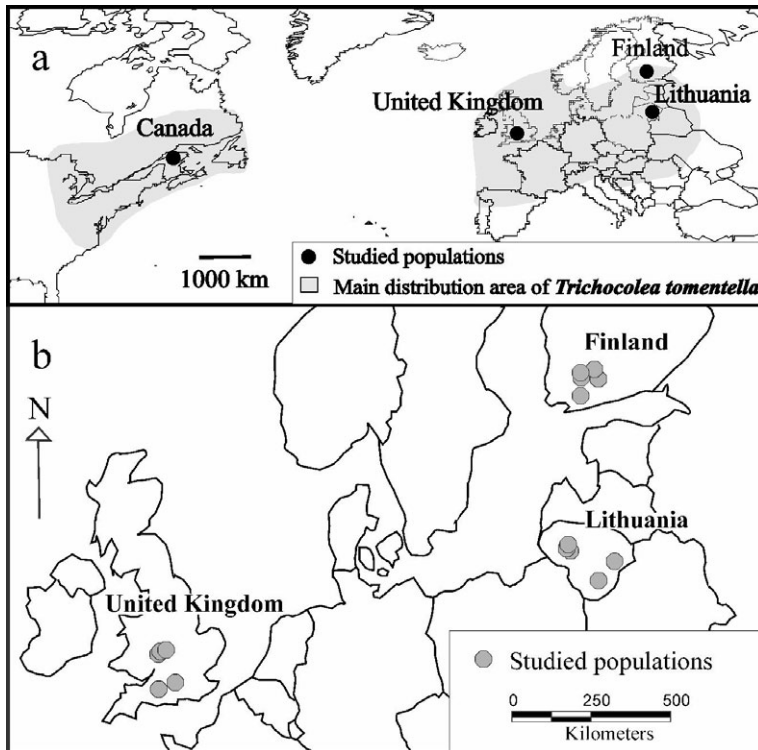 a
Finland
United Kingdom
Lithuania
Canada
1000 km
Studied populations
Main distribution area of Trichocolea tomentella
b
Finland
N
Lithuania
United Kingdom
Studied populations
0 250 500
Kilometers